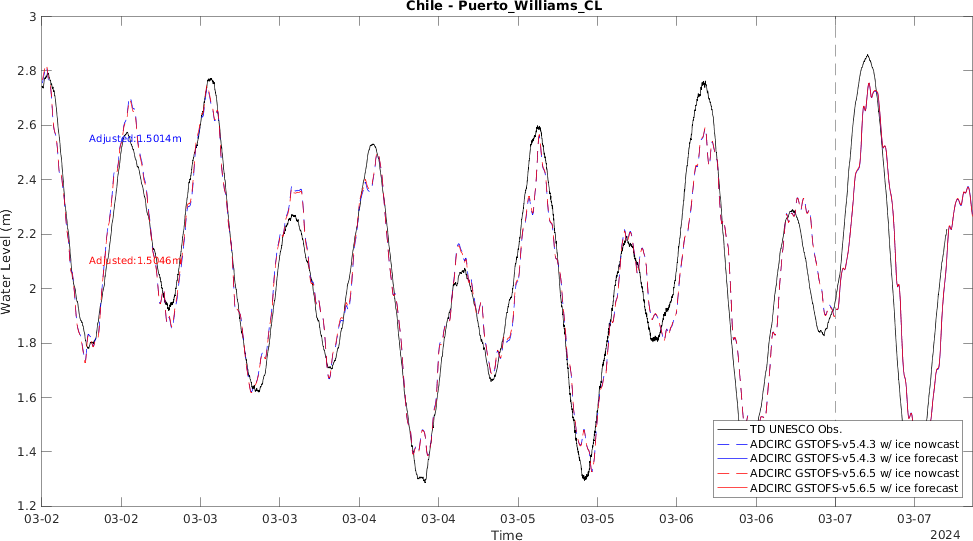 Chile - Puerto_Williams_CL
3
2.8
2.6
2.4
2.2
2
1.8
1.6
1.4
1.2
Water Level (m)
Adjusted:1.5014m
Adjusted:1.5046m
TD UNESCO Obs.
ADCIRC GSTOFS-v5.4.3 w/ ice nowcast
ADCIRC GSTOFS-v5.4.3 w/ ice forecast
ADCIRC GSTOFS-v5.6.5 w/ ice nowcast
ADCIRC GSTOFS-v5.6.5 w/ ice forecast
03-02 03-02 03-03 03-03 03-04 03-04 03-05 03-05 03-06 03-06 03-07 03-07
Time
2024